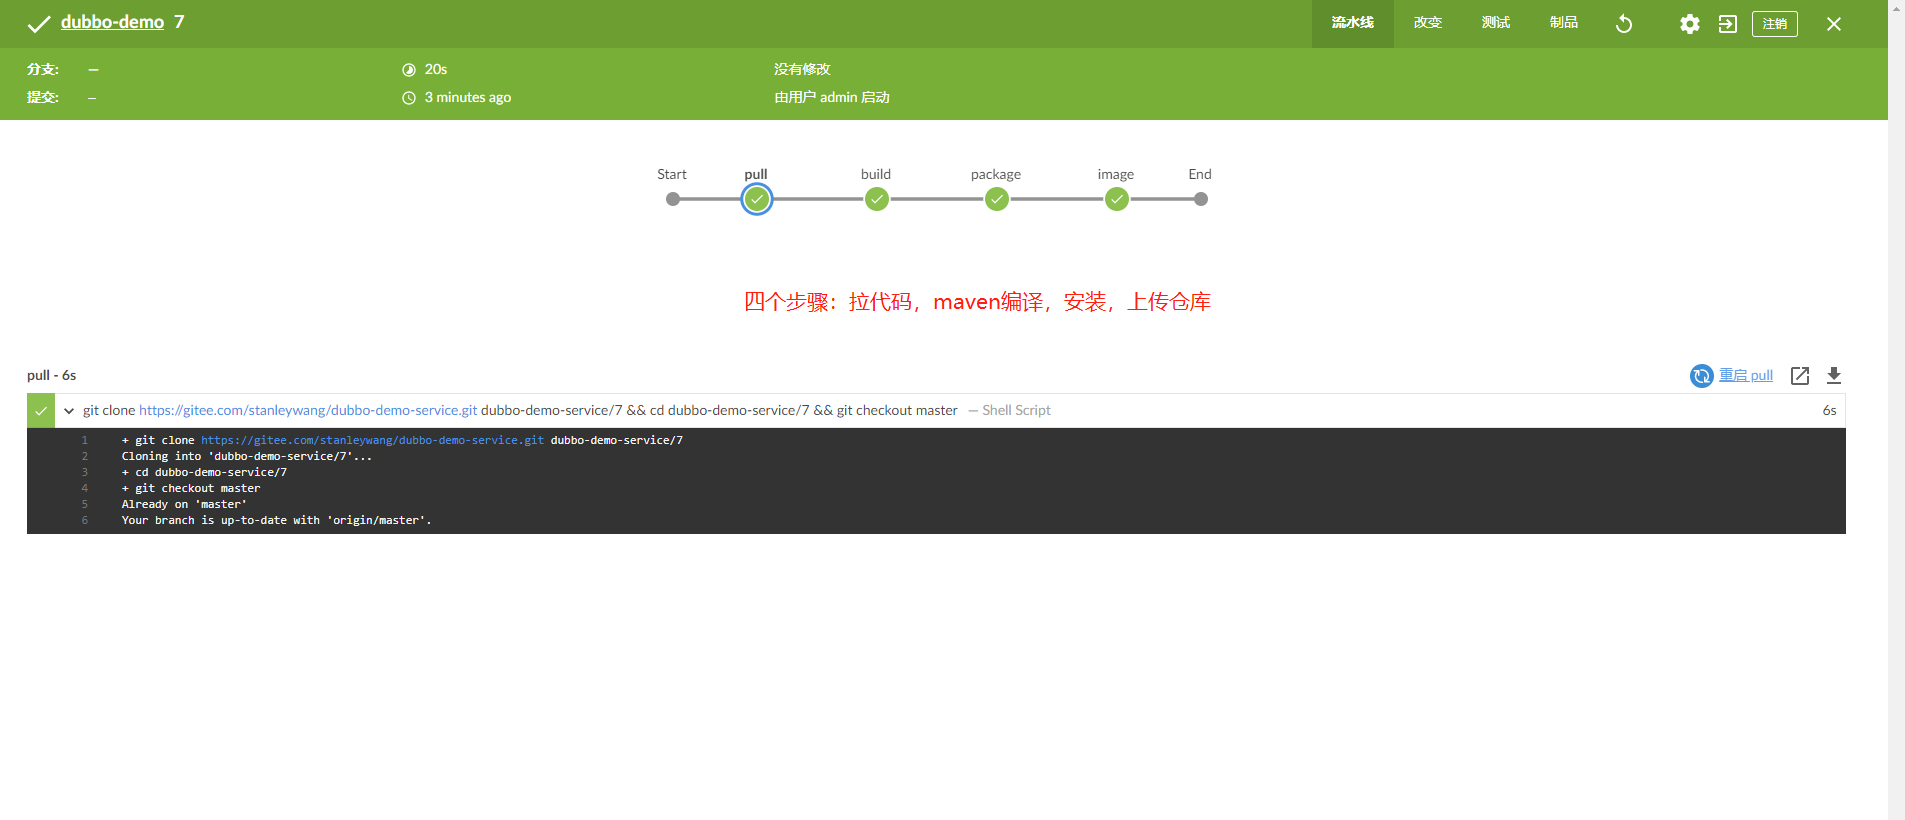 dubbo-demo 7
流水线 改变 测试 制品 注销
分支: — 20s 没有修改
提交: – 3 minutes ago 由用户 admin 启动
Start pull build package image End
四个步骤：拉代码，maven编译，安装，上传仓库
pull - 6s 重启 pull
git clone https://gitee.com/stanleywang/dubbo-demo-service.git dubbo-demo-service/7 && cd dubbo-demo-service/7 && git checkout master — Shell Script 6s
1 + git clone https://gitee.com/stanleywang/dubbo-demo-service.git dubbo-demo-service/7
2 Cloning into 'dubbo-demo-service/7'...
3 + cd dubbo-demo-service/7
4 + git checkout master
5 Already on 'master'
6 Your branch is up-to-date with 'origin/master'.